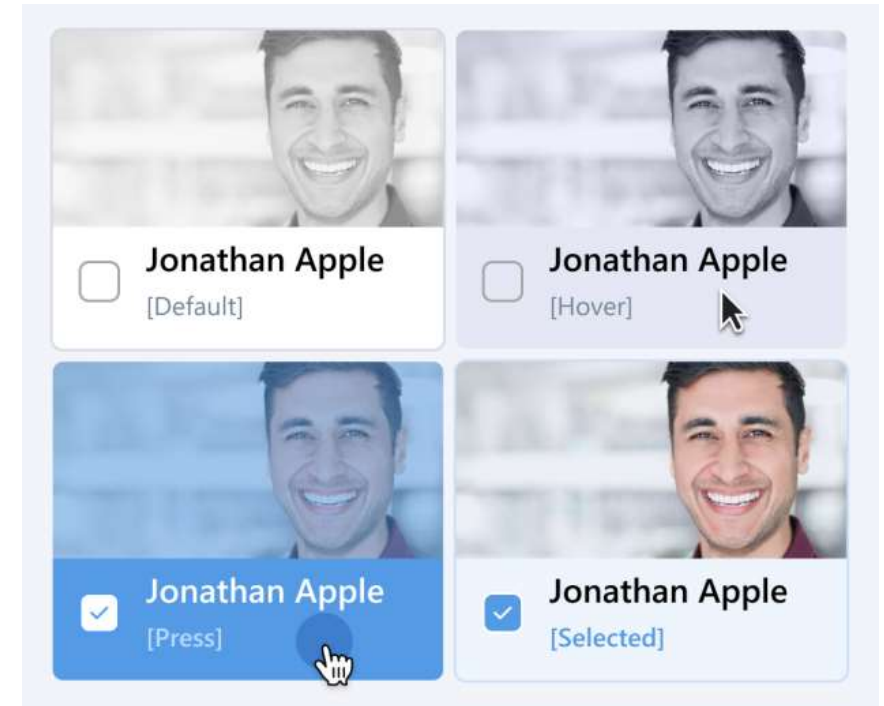 Jonathan Apple
[Default]
Jonathan Apple
[Hover]
Jonathan Apple
[Press]
Jonathan Apple
[Selected]